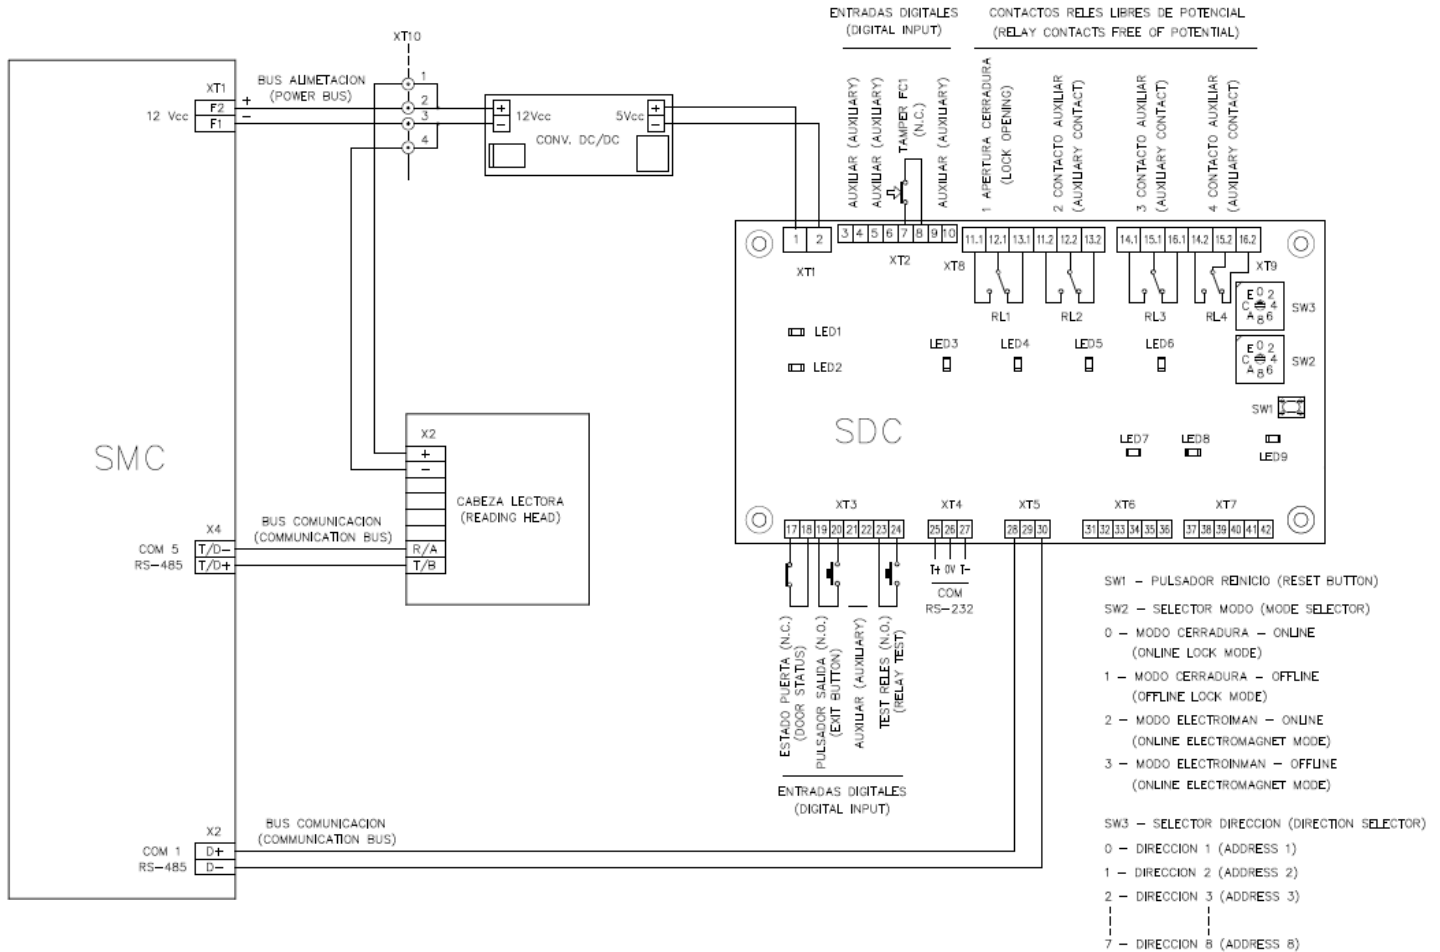 ENTRADAS DIGITALES
(DIGITAL INPUT)
CONTACTOS RELES LIBRES DE POTENCIAL
(RELAY CONTACTS FREE OF POTENTIAL)
XT10
1
2
3
4
BUS ALIMETACION
(POWER BUS)
XT1
12 Vcc
F2
F1
+
−
+
−
12Vcc
5Vcc
+
−
CONV. DC/DC
AUXILIAR (AUXILIARY)
AUXILIAR (AUXILIARY)
TAMPER FC1
(N.C.)
AUXILIAR (AUXILIARY)
1 APERTURA CERRADURA
(LOCK OPENING)
2 CONTACTO AUXILIAR
(AUXILIARY CONTACT)
3 CONTACTO AUXILIAR
(AUXILIARY CONTACT)
4 CONTACTO AUXILIAR
(AUXILIARY CONTACT)
1 2
3 4 5 6 7 8 9 10
11.1 12.1 13.1 11.2 12.2 13.2
14.1 15.1 16.1 14.2 15.2 16.2
XT1
XT2
XT8
XT9
RL1
RL2
RL3
RL4
E 0 2
C 4
A 8 6
SW3
E 0 2
C 4
A 8 6
SW2
LED1
LED2
LED3
LED4
LED5
LED6
SW1
SDC
LED7
LED8
LED9
SMC
X2
+
−
CABEZA LECTORA
(READING HEAD)
R/A
T/B
X4
COM 5
RS-485
T/D−
T/D+
BUS COMUNICACION
(COMMUNICATION BUS)
XT3
XT4
XT5
XT6
XT7
17 18 19 20 21 22 23 24
25 26 27
28 29 30
31 32 33 34 35 36
37 38 39 40 41 42
T+ 0V T−
COM
RS-232
ESTADO PUERTA (N.C.)
(DOOR STATUS)
PULSADOR SALIDA (N.O.)
(EXIT BUTTON)
AUXILIAR (AUXILIARY)
TEST RELES (N.O.)
(RELAY TEST)
ENTRADAS DIGITALES
(DIGITAL INPUT)
X2
COM 1
RS-485
D+
D−
BUS COMUNICACION
(COMMUNICATION BUS)
SW1 − PULSADOR REINICIO (RESET BUTTON)
SW2 − SELECTOR MODO (MODE SELECTOR)
0 − MODO CERRADURA − ONLINE
(ONLINE LOCK MODE)
1 − MODO CERRADURA − OFFLINE
(OFFLINE LOCK MODE)
2 − MODO ELECTROIMAN − ONLINE
(ONLINE ELECTROMAGNET MODE)
3 − MODO ELECTROINMAN − OFFLINE
(ONLINE ELECTROMAGNET MODE)
SW3 − SELECTOR DIRECCION (DIRECTION SELECTOR)
0 − DIRECCION 1 (ADDRESS 1)
1 − DIRECCION 2 (ADDRESS 2)
2 − DIRECCION 3 (ADDRESS 3)
7 − DIRECCION 8 (ADDRESS 8)